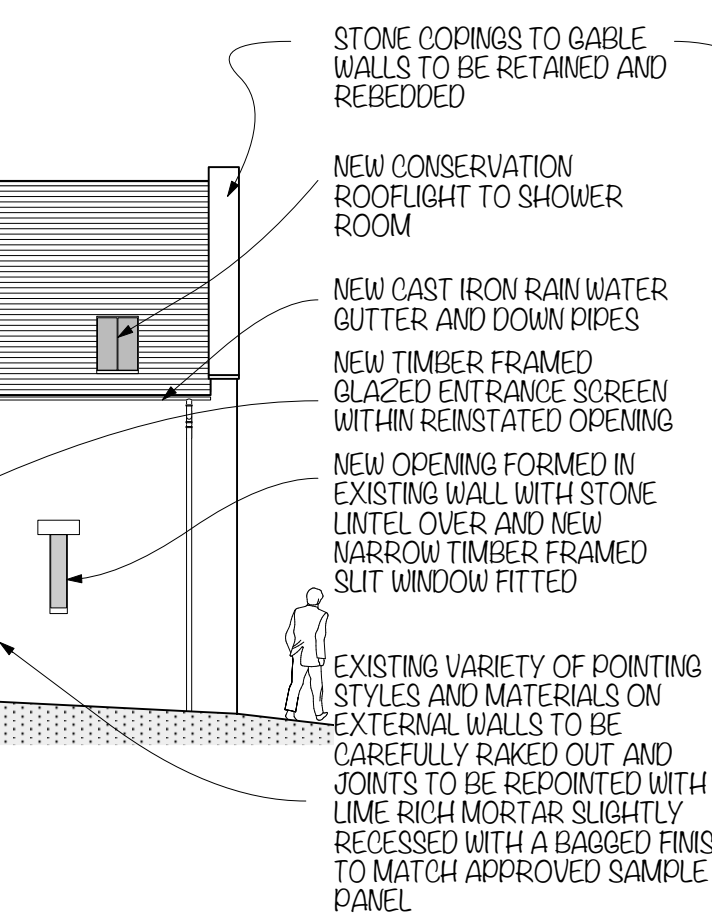 STONE COPINGS TO GABLE
WALLS TO BE RETAINED AND
REBEDDED
NEW CONSERVATION
ROOFLIGHT TO SHOWER
ROOM
NEW CAST IRON RAIN WATER
GUTTER AND DOWN PIPES
NEW TIMBER FRAMED
GLAZED ENTRANCE SCREEN
WITHIN REINSTATED OPENING
NEW OPENING FORMED IN
EXISTING WALL WITH STONE
LINTEL OVER AND NEW
NARROW TIMBER FRAMED
SLIT WINDOW FITTED
EXISTING VARIETY OF POINTING
STYLES AND MATERIALS ON
EXTERNAL WALLS TO BE
CAREFULLY RAKED OUT AND
JOINTS TO BE REPOINTED WITH
LIME RICH MORTAR SLIGHTLY
RECESSED WITH A BAGGED FINIS
TO MATCH APPROVED SAMPLE
PANEL